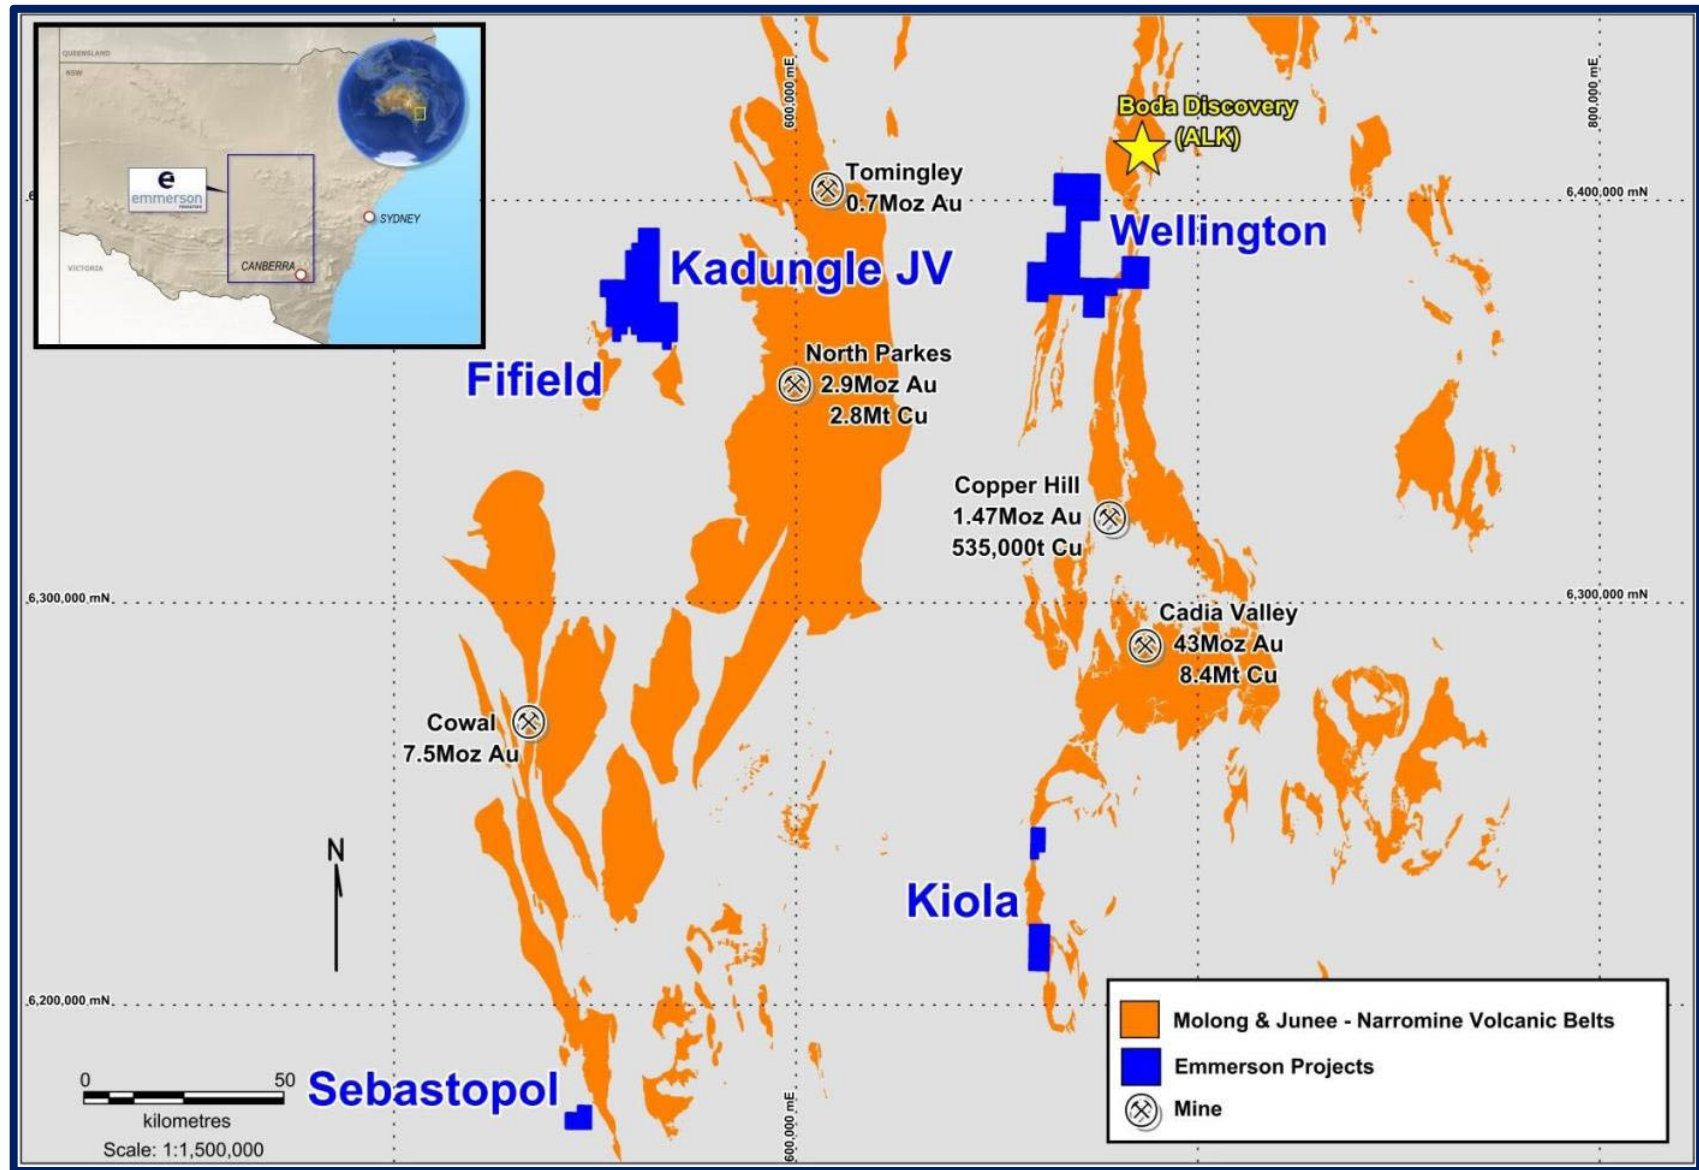 QUEENSLAND
NSW
e
emmerson
SYDNEY
CANBERRA
VICTORIA
600,000 mE
800,000 mE
Boda Discovery
(ALK)
Tomingley
0.7Moz Au
6,400,000 mN
Wellington
Kadungle JV
Fifield
North Parkes
2.9Moz Au
2.8Mt Cu
Copper Hill
1.47Moz Au
535,000t Cu
6,300,000 mN
6,300,000 mN
Cadia Valley
43Moz Au
8.4Mt Cu
Cowal
7.5Moz Au
N
Kiola
6,200,000 mN
Sebastopol
600,000 mE
0 50
kilometres
Scale: 1:1,500,000
Molong & Junee - Narromine Volcanic Belts
Emmerson Projects
Mine